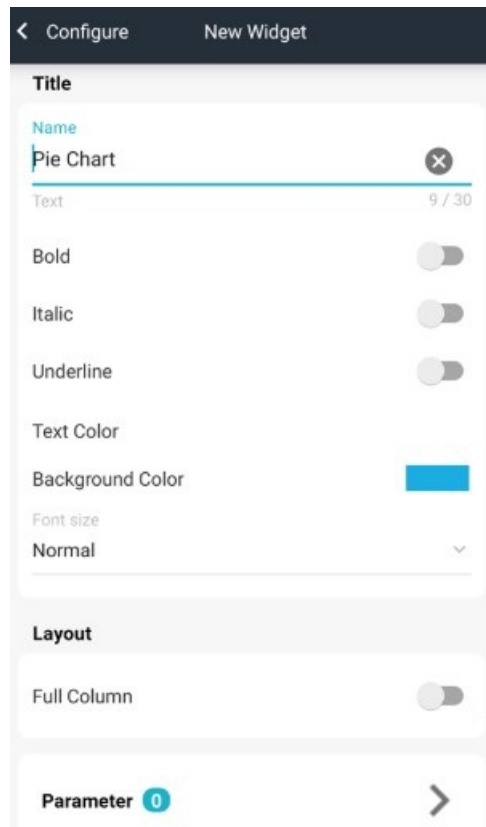 Configure New Widget
Title
Name
Pie Chart
Text 9 / 30
Bold
Italic
Underline
Text Color
Background Color
Font size
Normal
Layout
Full Column
Parameter 0